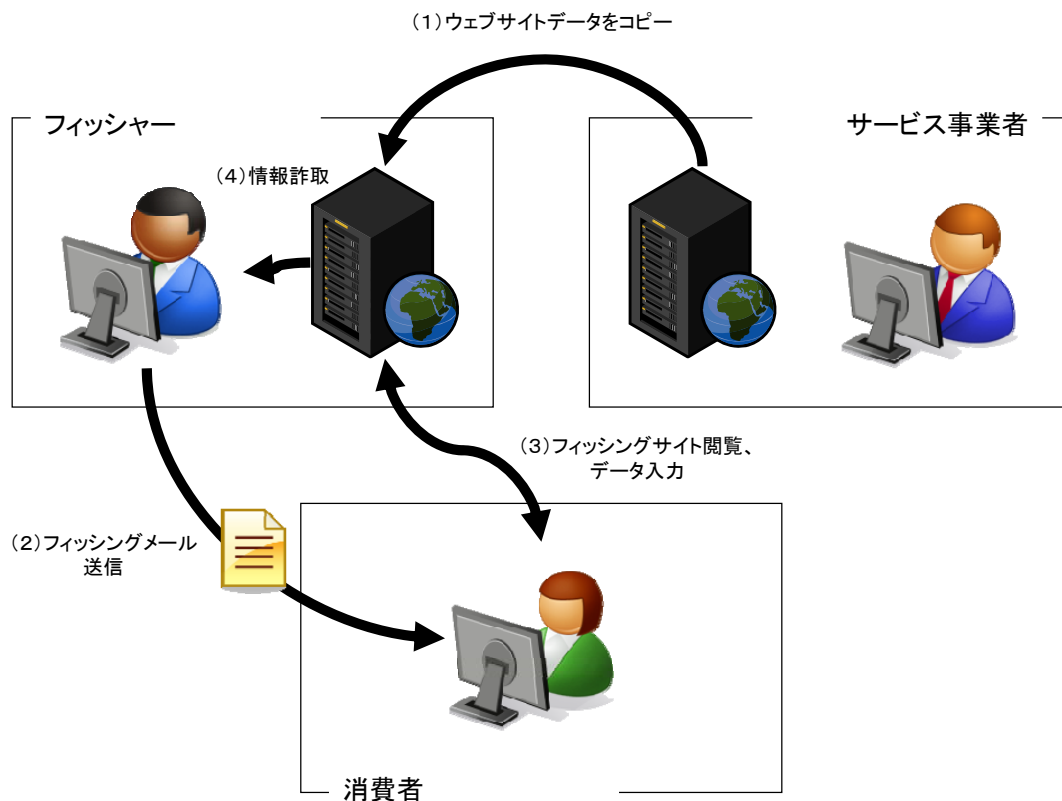 （1）ウェブサイトデータをコピー
フィッシャー
サービス事業者
（4）情報詐取
（3）フィッシングサイト閲覧、
データ入力
（2）フィッシングメール
送信
消費者